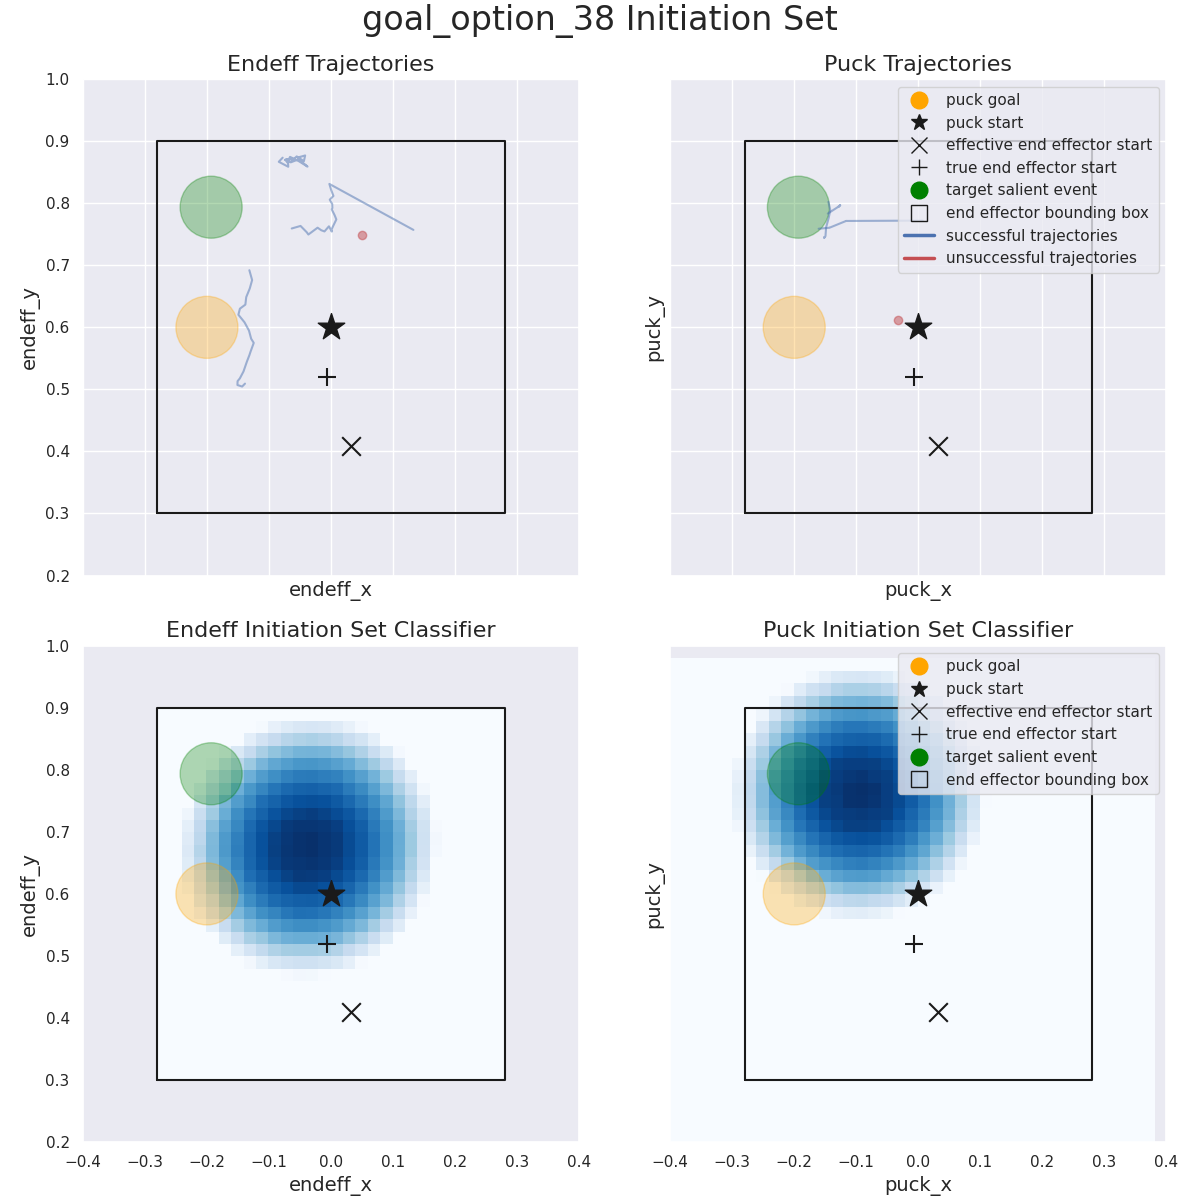 goal_option_38 Initiation Set
Endeff Trajectories
1.0
0.9
0.8
0.7
0.6
0.5
0.4
0.3
0.2
endeff_y
endeff_x
Puck Trajectories
puck goal
puck start
effective end effector start
true end effector start
target salient event
end effector bounding box
successful trajectories
unsuccessful trajectories
puck_y
puck_x
Endeff Initiation Set Classifier
1.0
0.9
0.8
0.7
0.6
0.5
0.4
0.3
0.2
endeff_y
−0.4 −0.3 −0.2 −0.1 0.0 0.1 0.2 0.3 0.4
endeff_x
Puck Initiation Set Classifier
puck goal
puck start
effective end effector start
true end effector start
target salient event
end effector bounding box
puck_y
−0.4 −0.3 −0.2 −0.1 0.0 0.1 0.2 0.3 0.4
puck_x